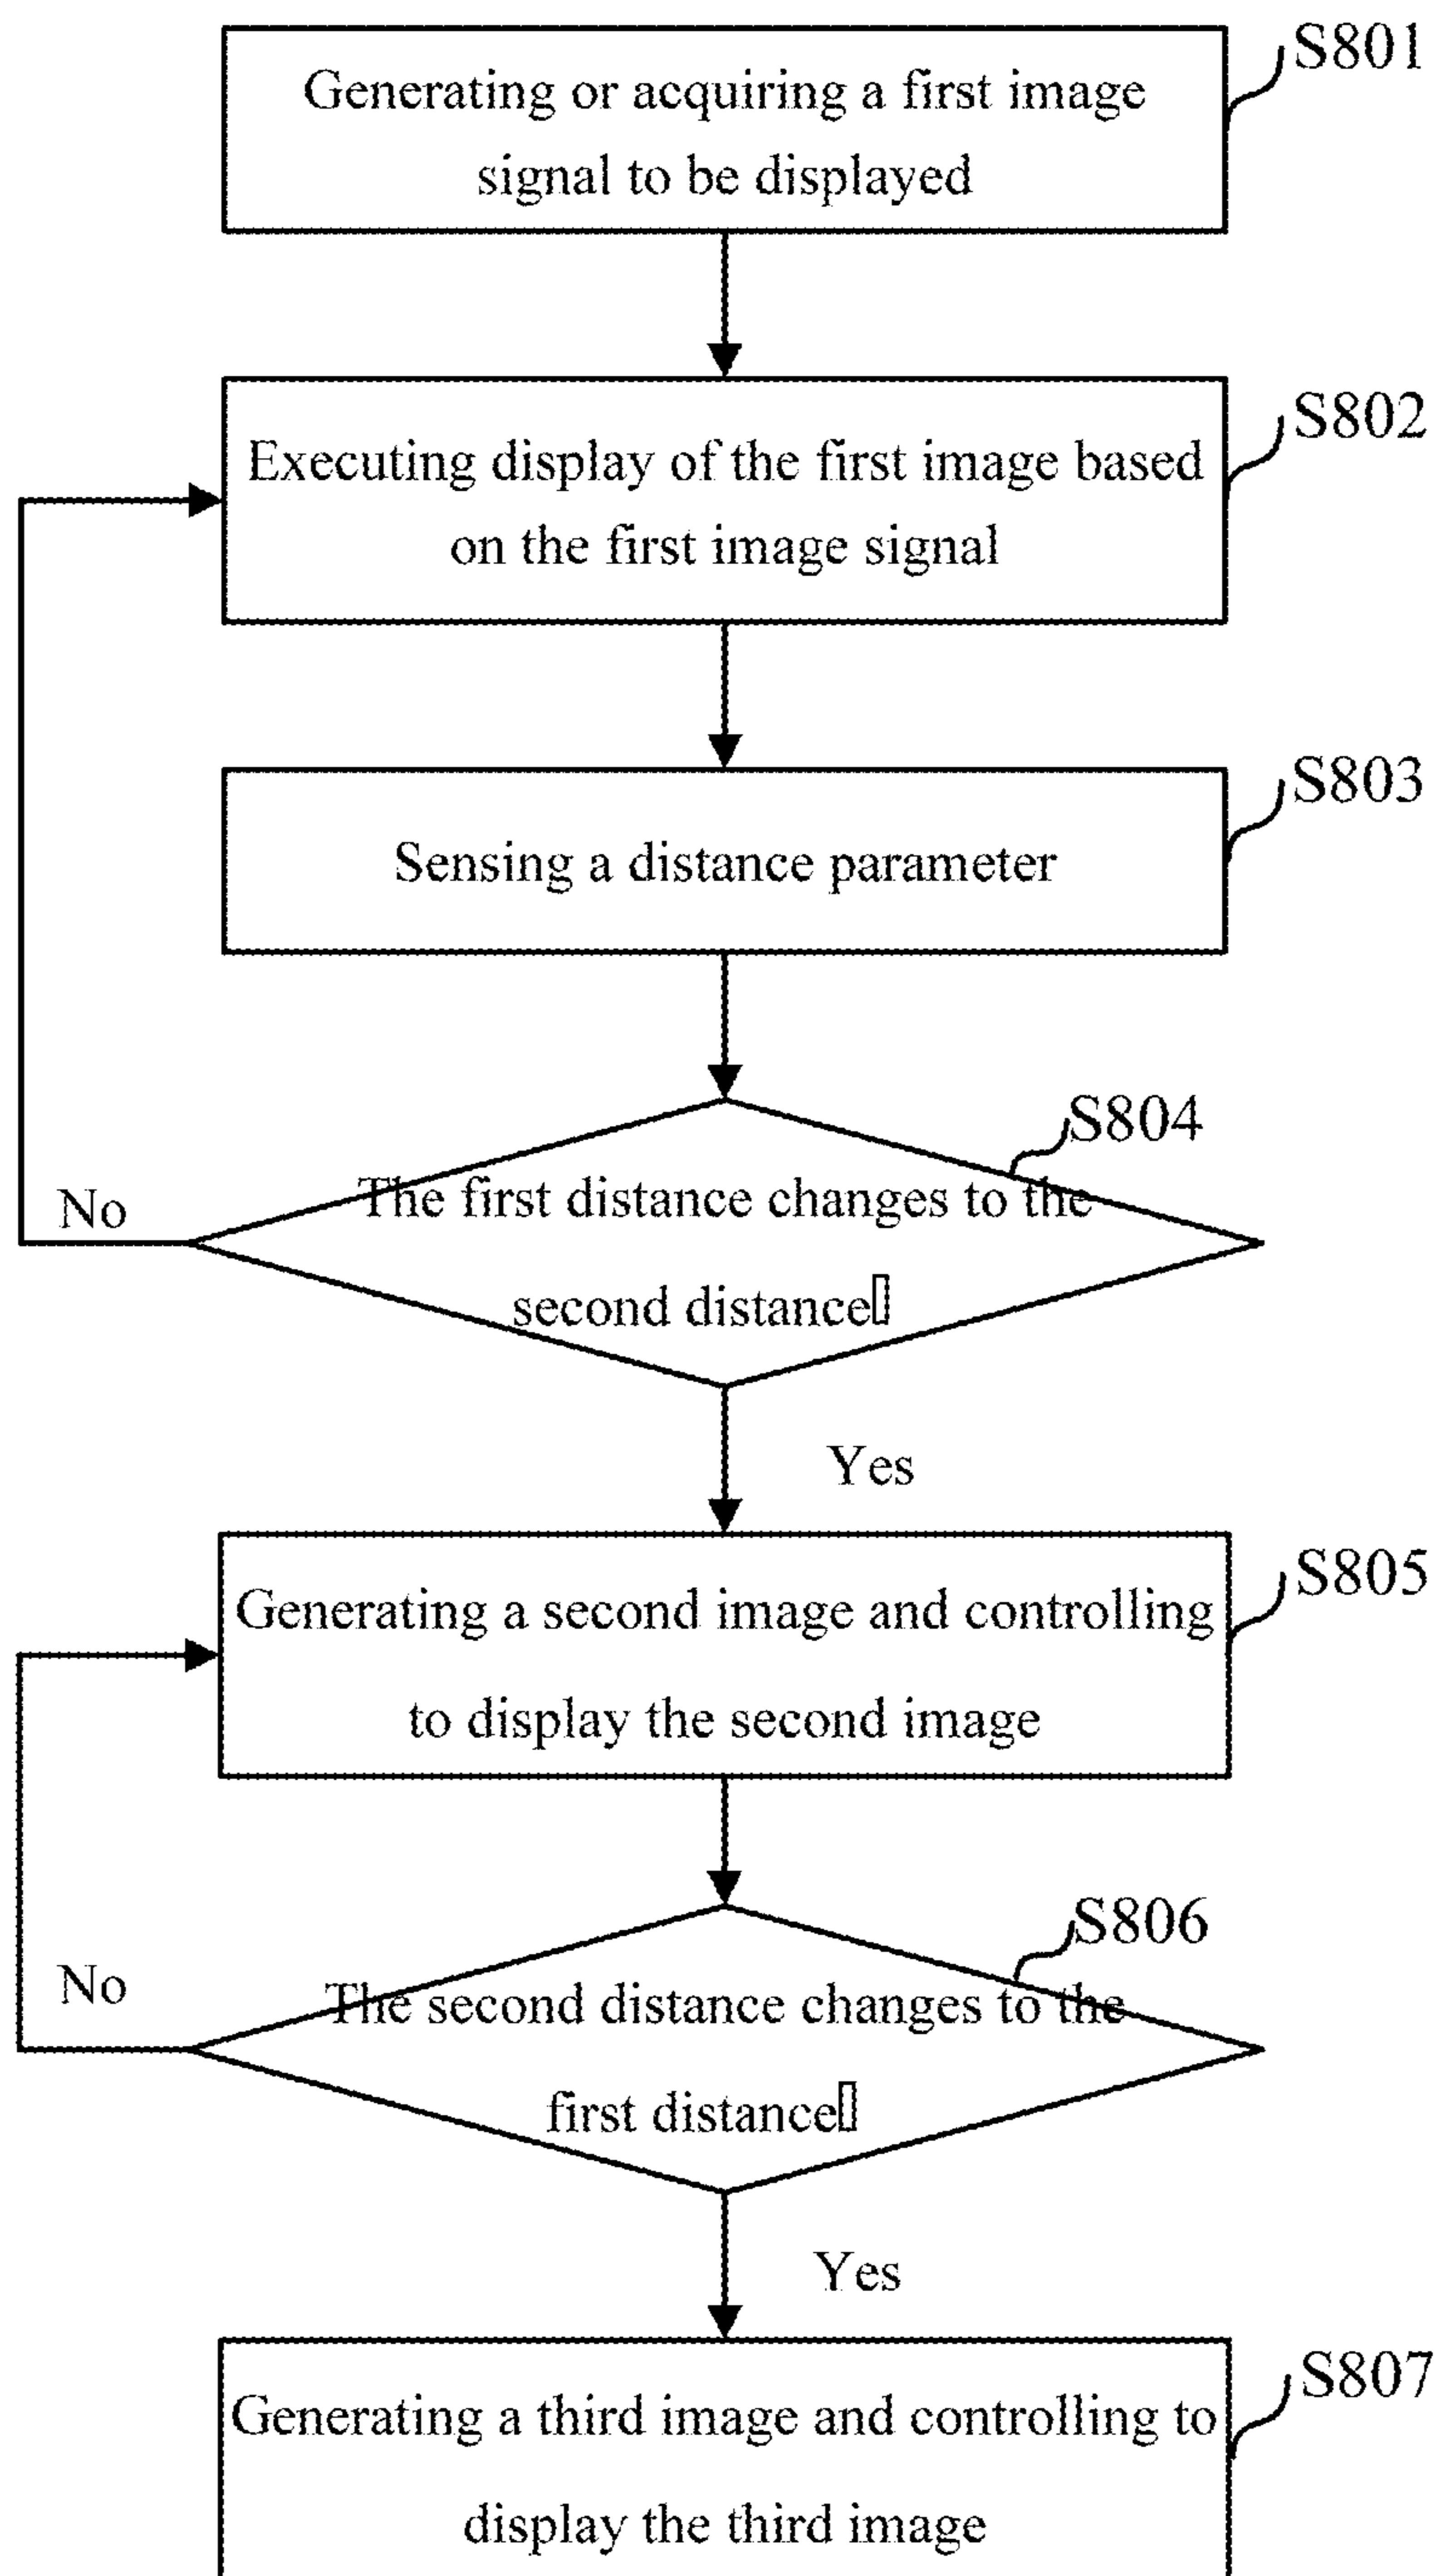 S801
Generating or acquiring a first image
signal to be displayed
S802
Executing display of the first image based
on the first image signal
S803
Sensing a distance parameter
S804
The first distance changes to the
second distance▯
No
Yes
S805
Generating a second image and controlling
to display the second image
S806
The second distance changes to the
first distance▯
No
Yes
S807
Generating a third image and controlling to
display the third image